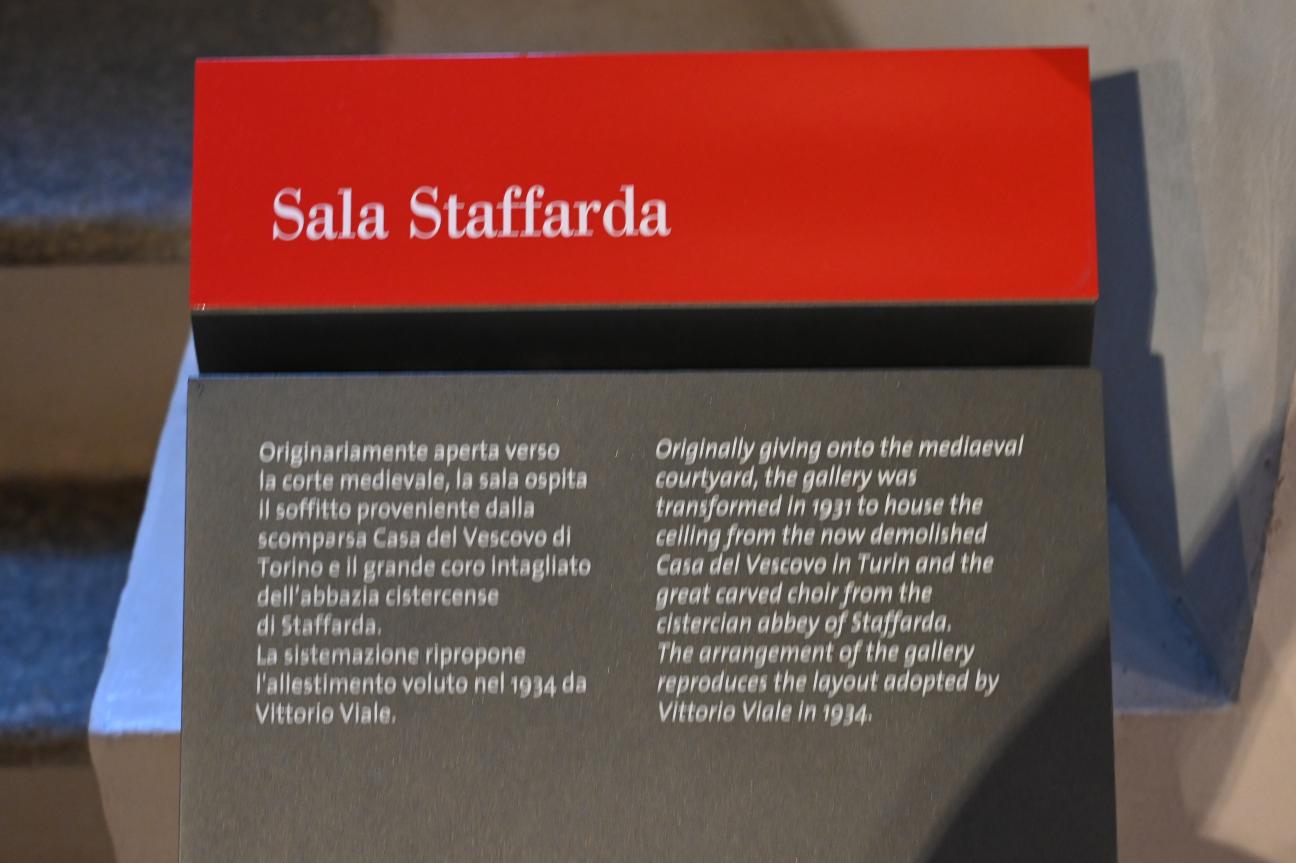 Sala Staffarda
Originariamente aperta verso
la corte medievale, la sala ospita
il soffitto proveniente dalla
scomparsa Casa del Vescovo di
Torino e il grande coro intagliato
dell'abbazia cistercense
di Staffarda.
La sistemazione ripropone
l'allestimento voluto nel 1934 da
Vittorio Viale.
Originally giving onto the mediaeval
courtyard, the gallery was
transformed in 1931 to house the
ceiling from the now demolished
Casa del Vescovo in Turin and the
great carved choir from the
cistercian abbey of Staffarda.
The arrangement of the gallery
reproduces the layout adopted by
Vittorio Viale in 1934.